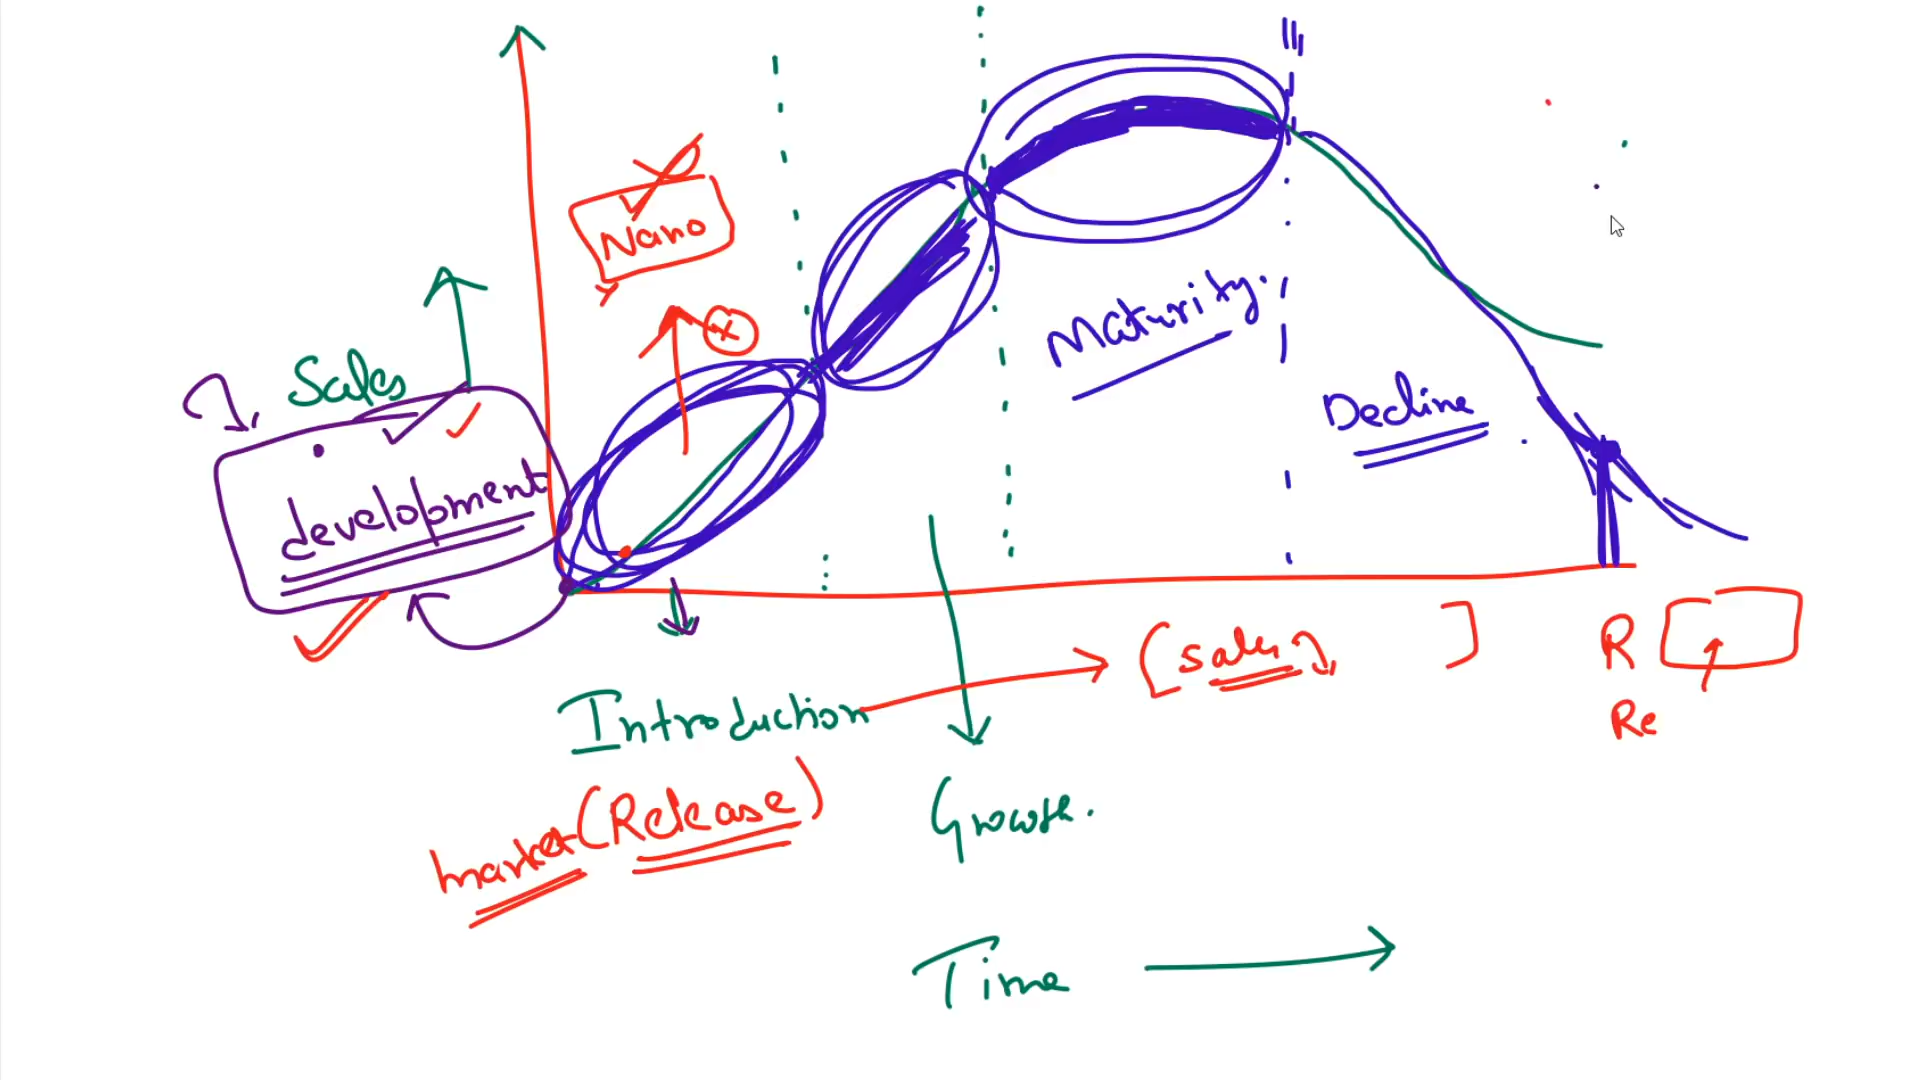 Nano
Sales
Maturity.
Decline
development
[sales]
R
Re
Introduction
market (Release)
Growth.
Time